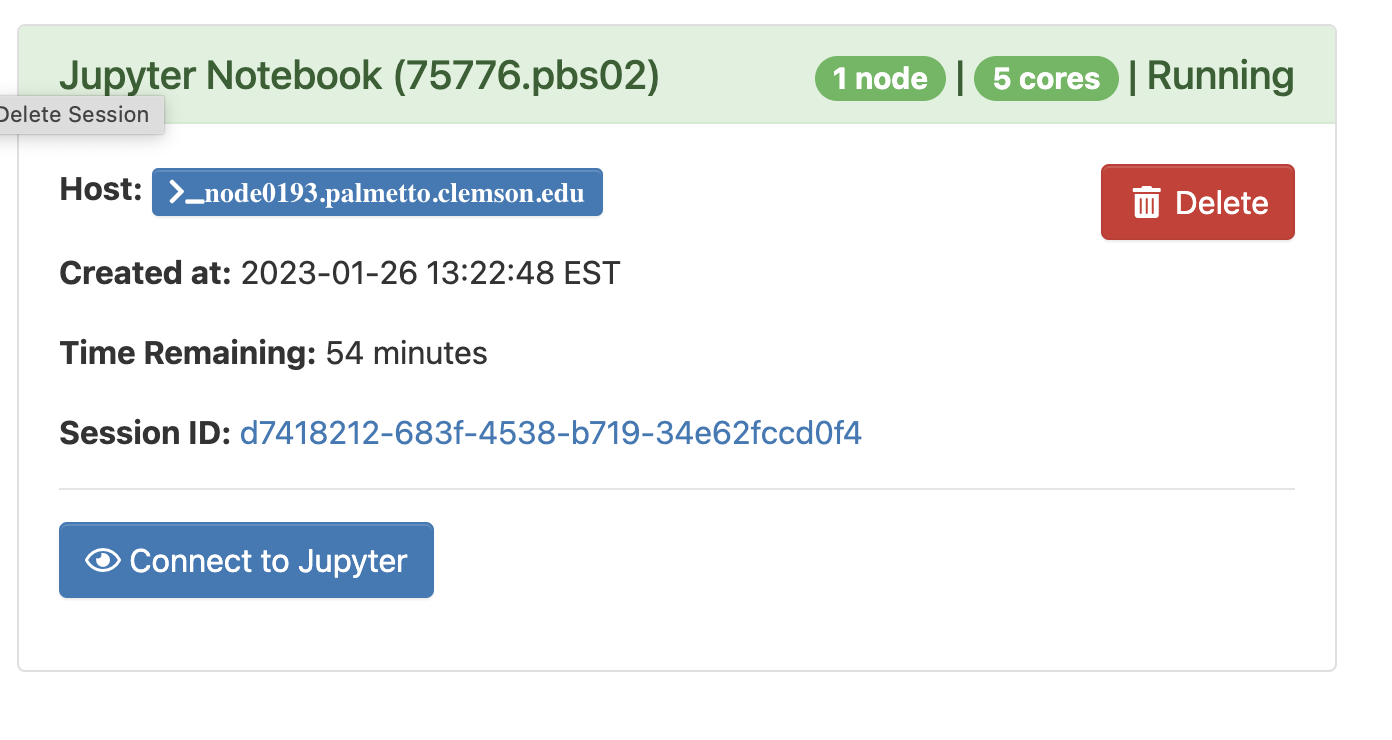 Jupyter Notebook (75776.pbs02)
1 node | 5 cores | Running
Delete Session
Host: >_node0193.palmetto.clemson.edu
Delete
Created at: 2023-01-26 13:22:48 EST
Time Remaining: 54 minutes
Session ID: d7418212-683f-4538-b719-34e62fccd0f4
Connect to Jupyter